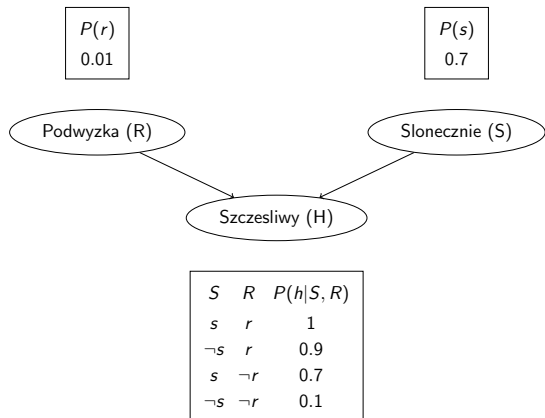 P(r)
0.01
P(s)
0.7
Podwyzka (R)
Slonecznie (S)
Szczesliwy (H)
S R P(h|S, R)
s r 1
¬s r 0.9
s ¬r 0.7
¬s ¬r 0.1